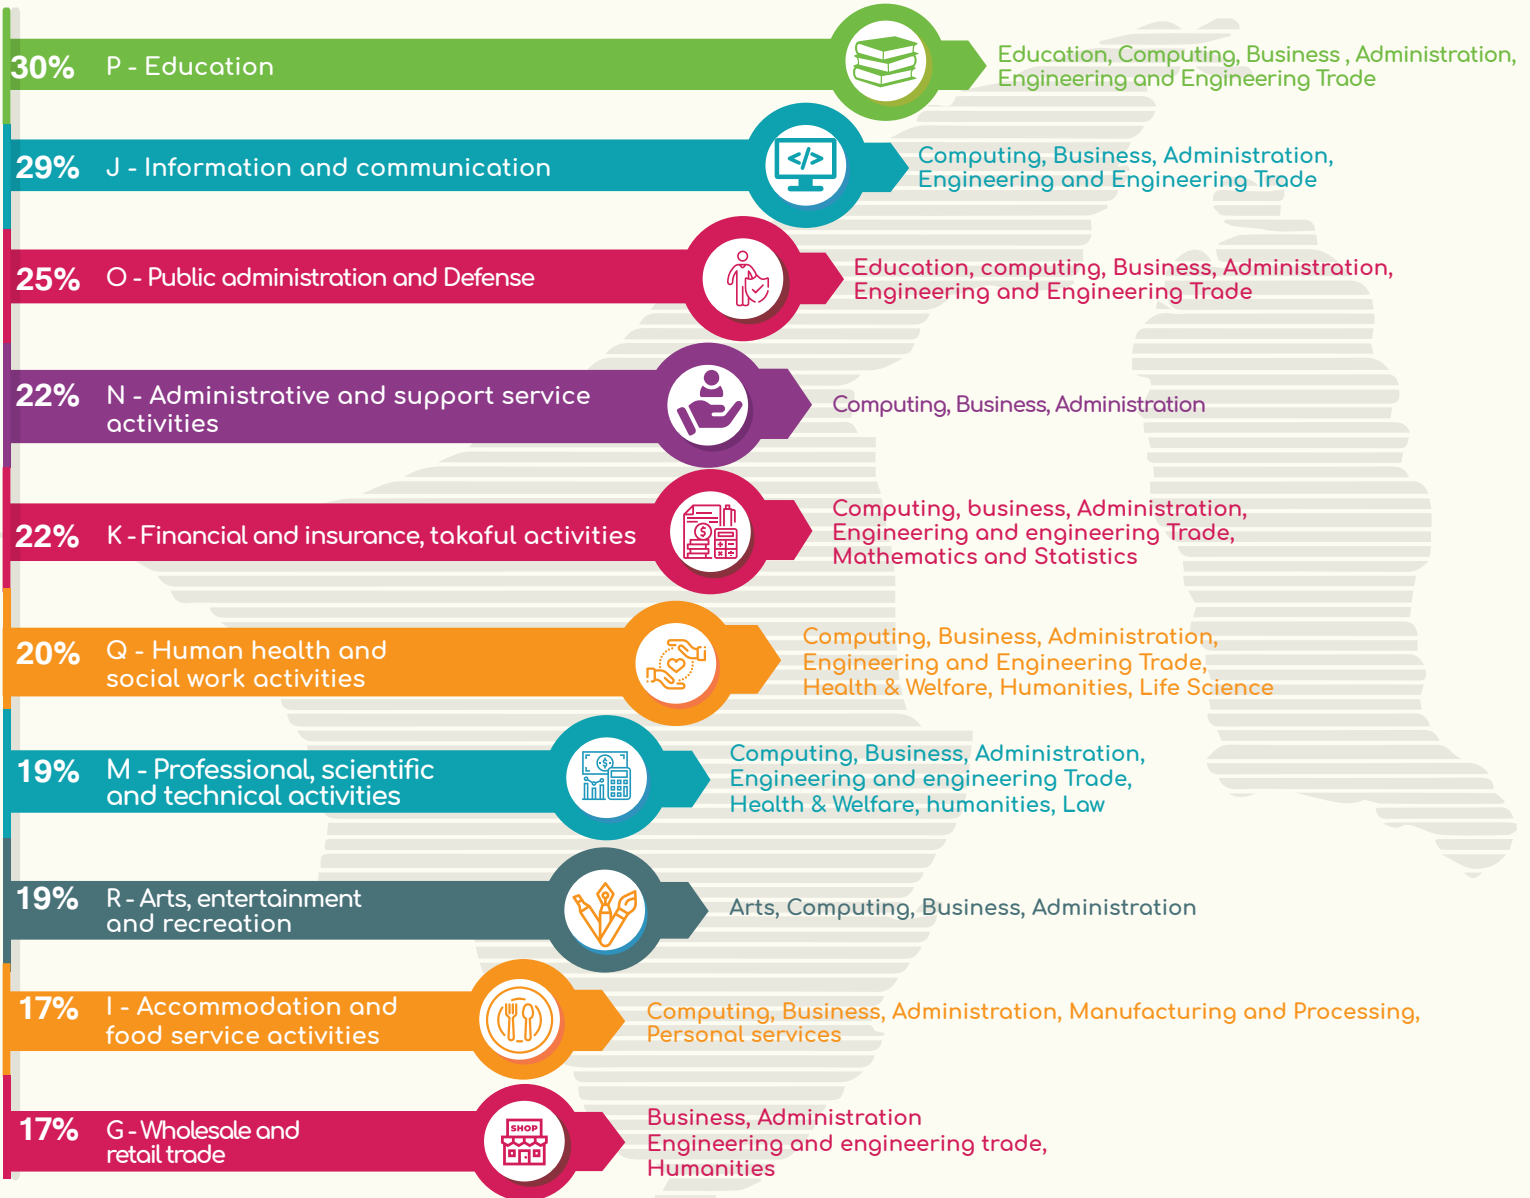 30% P - Education
Education, Computing, Business , Administration,
Engineering and Engineering Trade
29% J - Information and communication
</>
Computing, Business, Administration,
Engineering and Engineering Trade
25% O - Public administration and Defense
Education, computing, Business, Administration,
Engineering and Engineering Trade
22% N - Administrative and support service
activities
Computing, Business, Administration
22% K - Financial and insurance, takaful activities
Computing, business, Administration,
Engineering and engineering Trade,
Mathematics and Statistics
20% Q - Human health and
social work activities
Computing, Business, Administration,
Engineering and Engineering Trade,
Health & Welfare, Humanities, Life Science
19% M - Professional, scientific
and technical activities
Computing, Business, Administration,
Engineering and engineering Trade,
Health & Welfare, humanities, Law
19% R - Arts, entertainment
and recreation
Arts, Computing, Business, Administration
17% I - Accommodation and
food service activities
Computing, Business, Administration, Manufacturing and Processing,
Personal services
17% G - Wholesale and
retail trade
SHOP
Business, Administration
Engineering and engineering trade,
Humanities